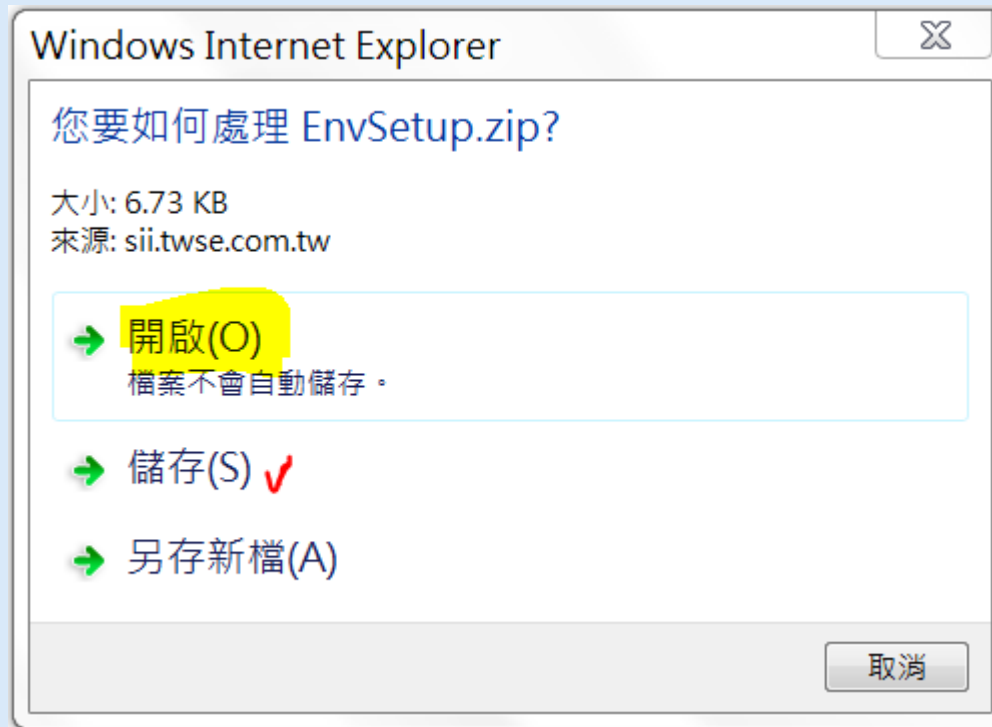 Windows Internet Explorer
您要如何處理 EnvSetup.zip?
大小: 6.73 KB
來源: sii.twse.com.tw
開啟(O)
檔案不會自動儲存。
儲存(S)
另存新檔(A)
取消